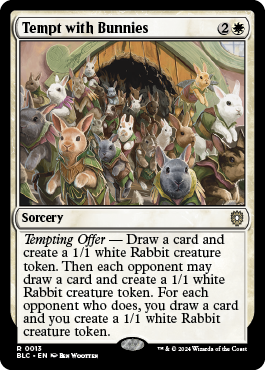 Tempt with Bunnies 2
Sorcery
Tempting Offer — Draw a card and
create a 1/1 white Rabbit creature
token. Then each opponent may
draw a card and create a 1/1 white
Rabbit creature token. For each
opponent who does, you draw a card
and you create a 1/1 white Rabbit
creature token.
R 0013
BLC • EN Ben Wootten
™ & © 2024 Wizards of the Coast